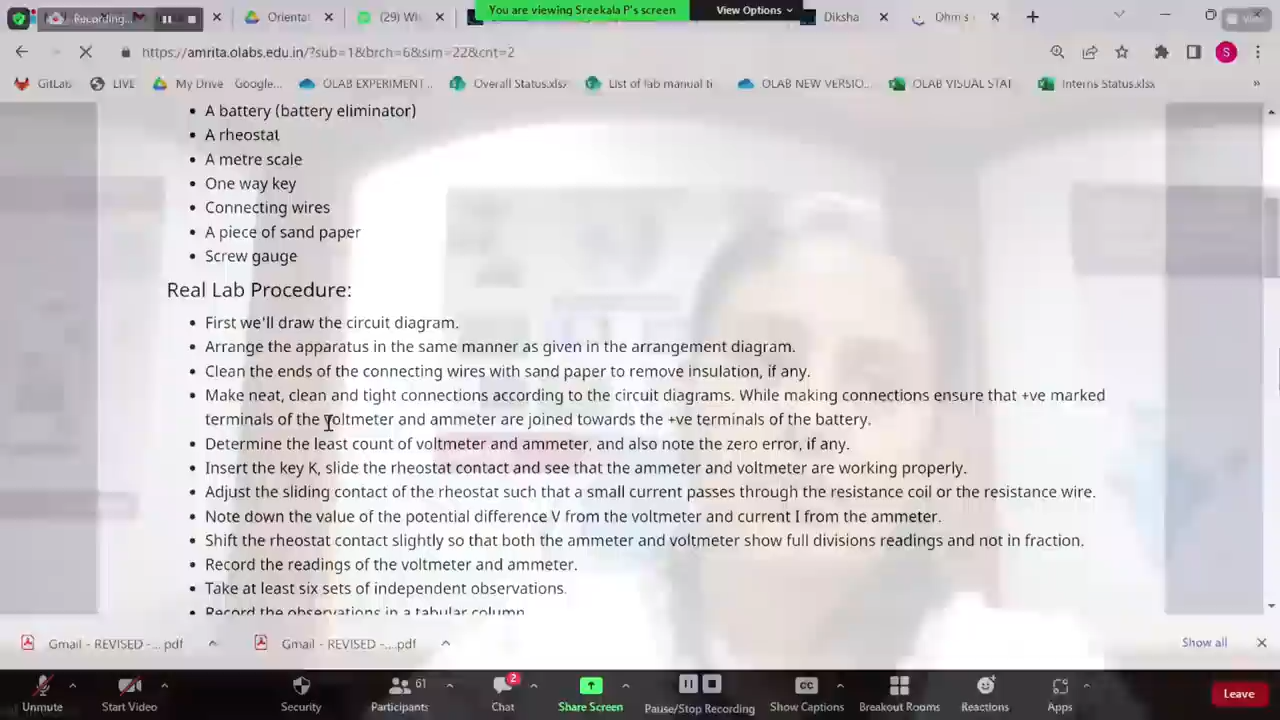 Recording...
Orientat
(29) Wh
You are viewing Sreekala P's screen
View Options
Diksha
Ohm's
https://amrita.olabs.edu.in/?sub=1&brch=6&sim=22&cnt=2
S
GitLab
LIVE
My Drive
Google...
OLAB EXPERIMENT...
Overall Status.xlsx
List of lab manual ti
OLAB NEW VERSIO...
OLAB VISUAL STAT
Interns Status.xlsx
»
• A battery (battery eliminator)
• A rheostat
• A metre scale
• One way key
• Connecting wires
• A piece of sand paper
• Screw gauge
Real Lab Procedure:
• First we'll draw the circuit diagram.
• Arrange the apparatus in the same manner as given in the arrangement diagram.
• Clean the ends of the connecting wires with sand paper to remove insulation, if any.
• Make neat, clean and tight connections according to the circuit diagrams. While making connections ensure that +ve marked
terminals of the voltmeter and ammeter are joined towards the +ve terminals of the battery.
• Determine the least count of voltmeter and ammeter, and also note the zero error, if any.
• Insert the key K, slide the rheostat contact and see that the ammeter and voltmeter are working properly.
• Adjust the sliding contact of the rheostat such that a small current passes through the resistance coil or the resistance wire.
• Note down the value of the potential difference V from the voltmeter and current I from the ammeter.
• Shift the rheostat contact slightly so that both the ammeter and voltmeter show full divisions readings and not in fraction.
• Record the readings of the voltmeter and ammeter.
• Take at least six sets of independent observations.
• Record the observations in a tabular column
Gmail - REVISED -....pdf
Gmail - REVISED -....pdf
Show all
Unmute
Start Video
Security
61
Participants
2
Chat
Share Screen
Pause/Stop Recording
CC
Show Captions
Breakout Rooms
Reactions
Apps
Leave